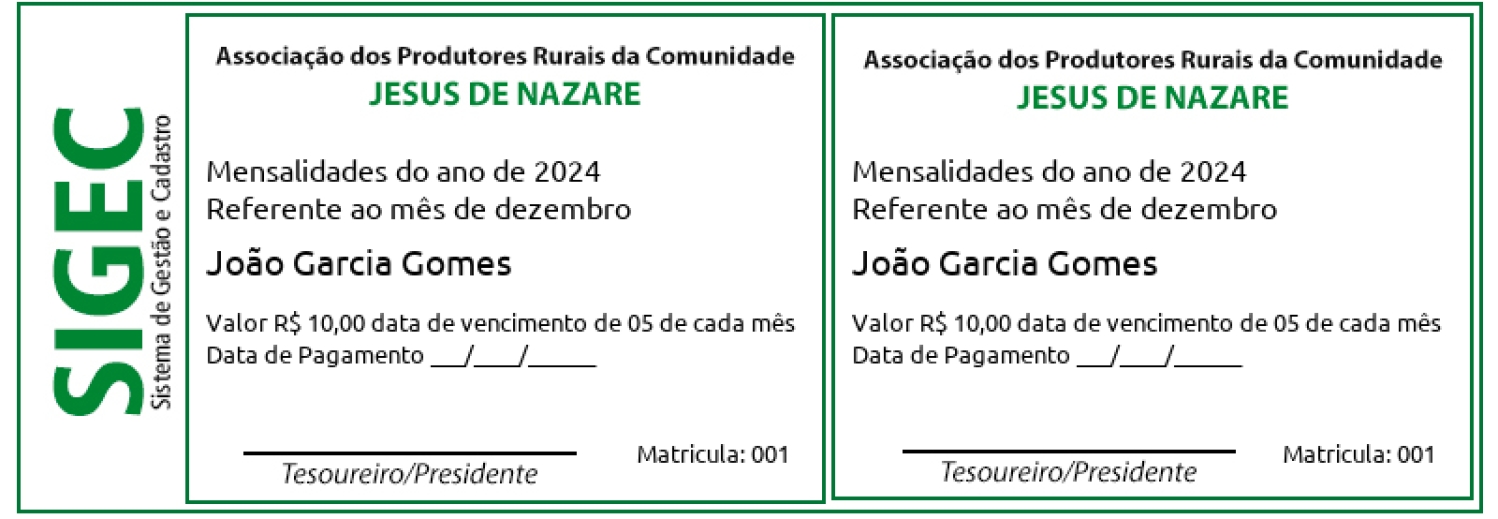 SIGEC
Sistema de Gestão e Cadastro
Associação dos Produtores Rurais da Comunidade
JESUS DE NAZARE
Mensalidades do ano de 2024
Referente ao mês de dezembro
João Garcia Gomes
Valor R$ 10,00 data de vencimento de 05 de cada mês
Data de Pagamento ___/____/______
Tesoureiro/Presidente
Matricula: 001
Associação dos Produtores Rurais da Comunidade
JESUS DE NAZARE
Mensalidades do ano de 2024
Referente ao mês de dezembro
João Garcia Gomes
Valor R$ 10,00 data de vencimento de 05 de cada mês
Data de Pagamento ___/____/______
Tesoureiro/Presidente
Matricula: 001